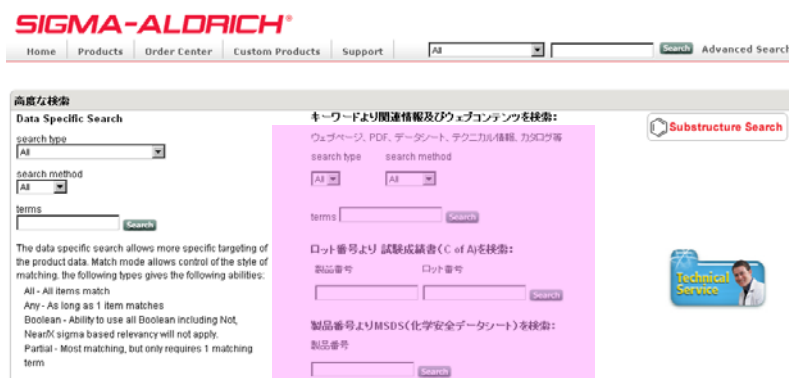 SIGMA-ALDRICH®
Home Products Order Center Custom Products Support All Search Advanced Search
高度な検索
Data Specific Search
search type
All
search method
All
terms
Search
The data specific search allows more specific targeting of
the product data. Match mode allows control of the style of
matching, the following types gives the following abilities:
All - All items match
Any - As long as 1 item matches
Boolean - Ability to use all Boolean including Not,
Near/X sigma based relevancy will not apply.
Partial - Most matching, but only requires 1 matching
term
キーワードより関連情報及びウェブコンテンツを検索:
ウェブページ、PDF、データシート、テクニカル情報、カタログ等
search type search method
All All
terms Search
ロット番号より 試験成績書(C of A)を検索:
製品番号 ロット番号
Search
製品番号よりMSDS(化学安全データシート)を検索:
製品番号
Search
Substructure Search
Technical
Service